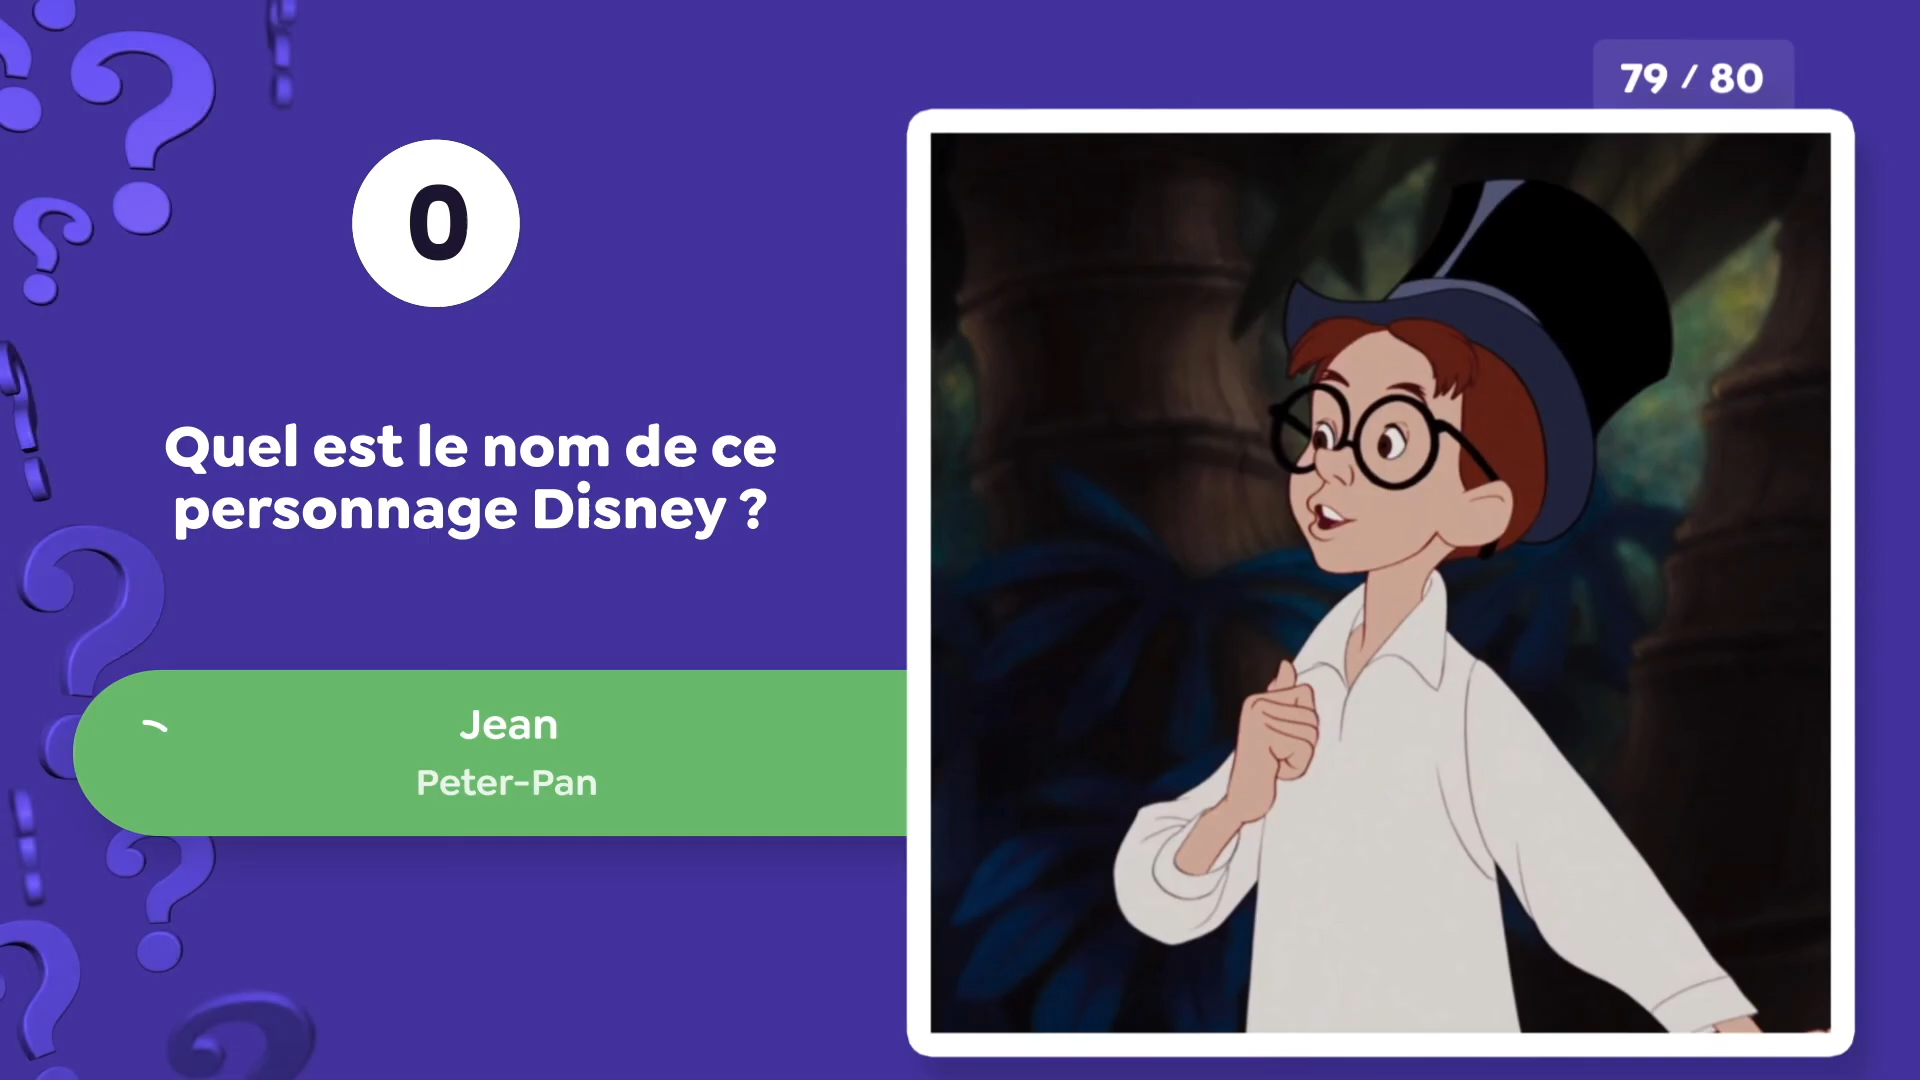 79 / 80
0
Quel est le nom de ce
personnage Disney ?
Jean
Peter-Pan